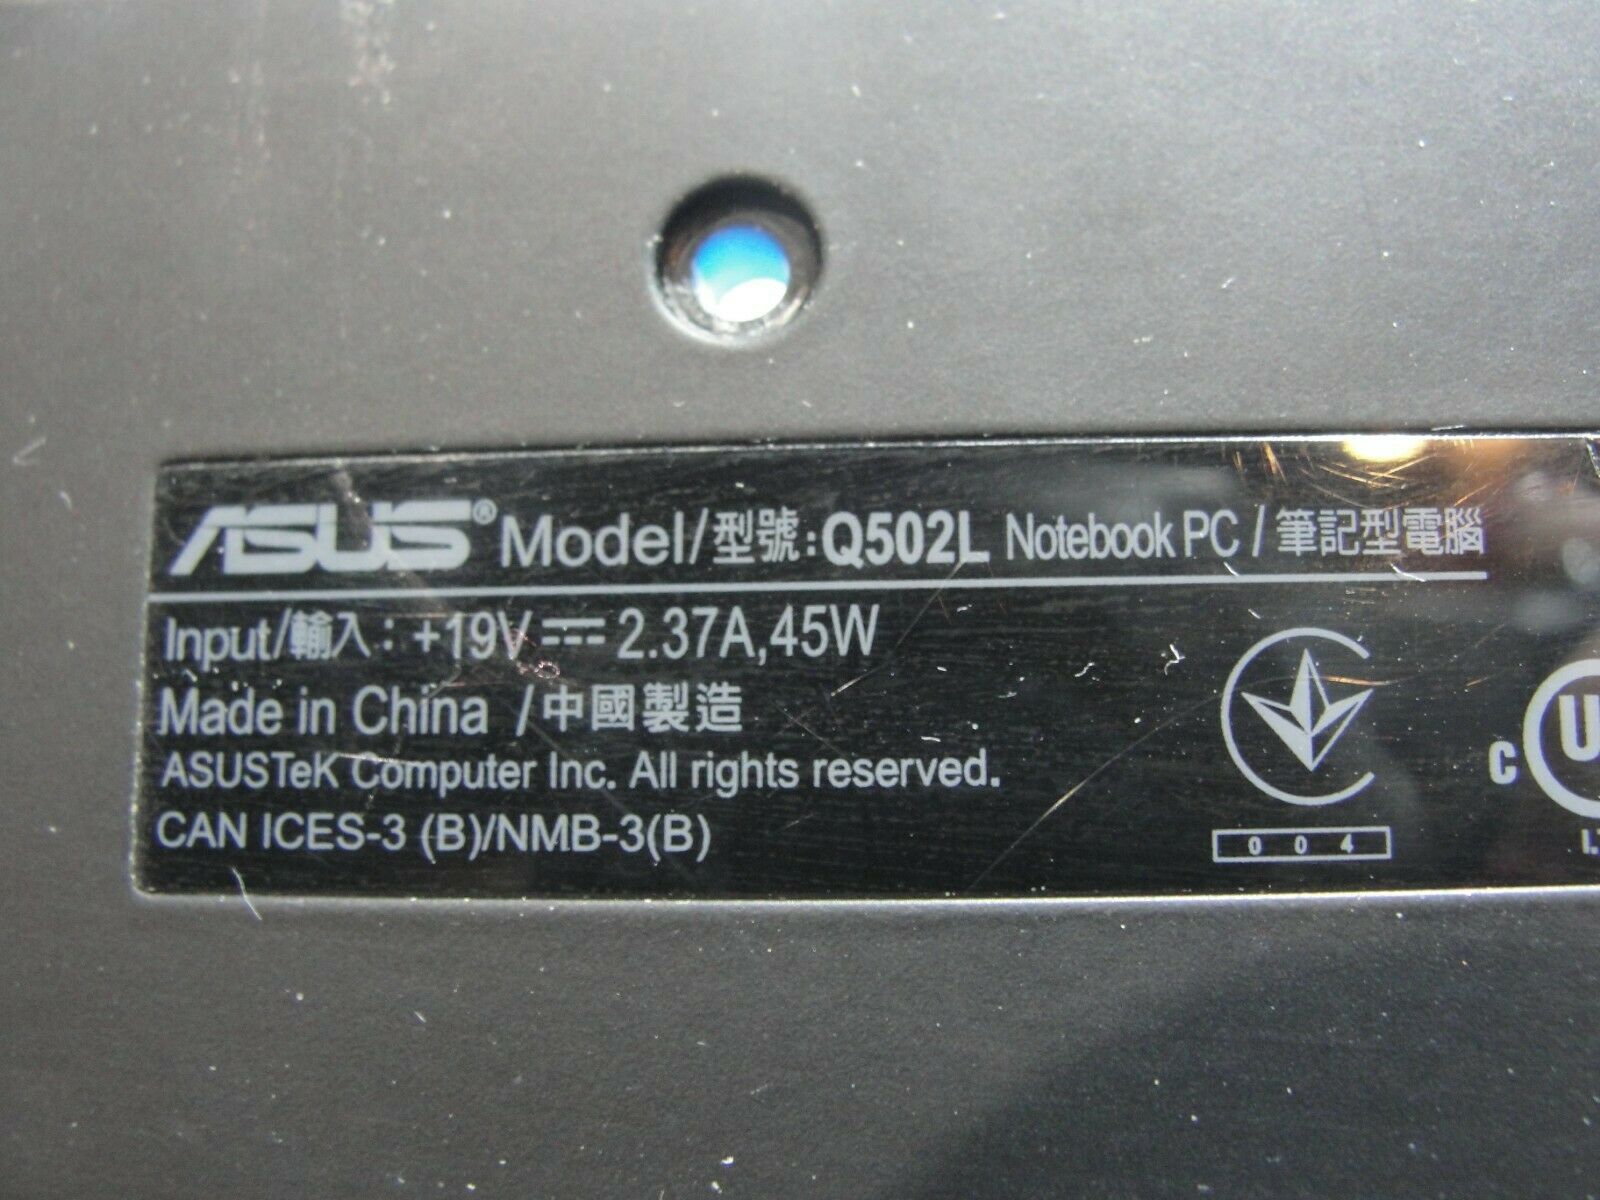 ASUS® Model/型號:Q502L Notebook PC/筆記型電腦
Input/輸入: +19V⎓2.37A,45W
Made in China /中國製造
ASUSTeK Computer Inc. All rights reserved.
CAN ICES-3 (B)/NMB-3(B)
004
C U
I.